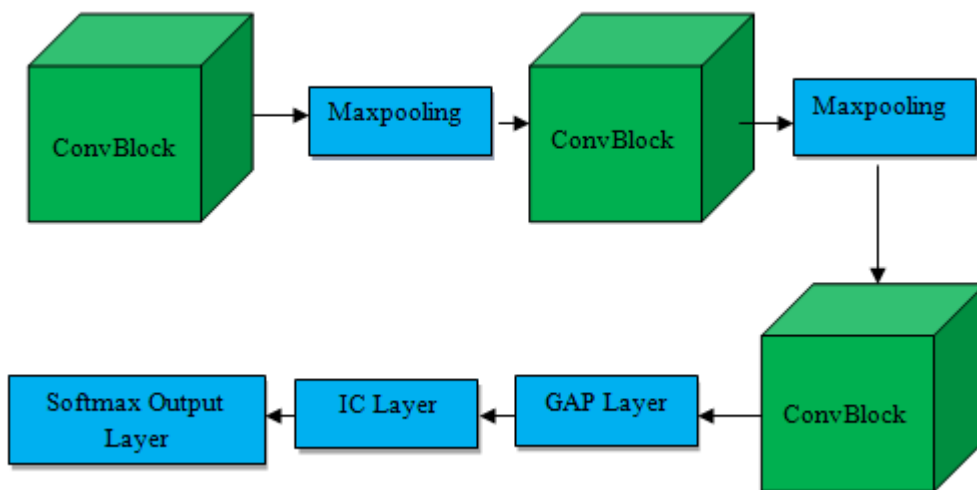 ConvBlock
Maxpooling
ConvBlock
Maxpooling
ConvBlock
GAP Layer
IC Layer
Softmax Output
Layer